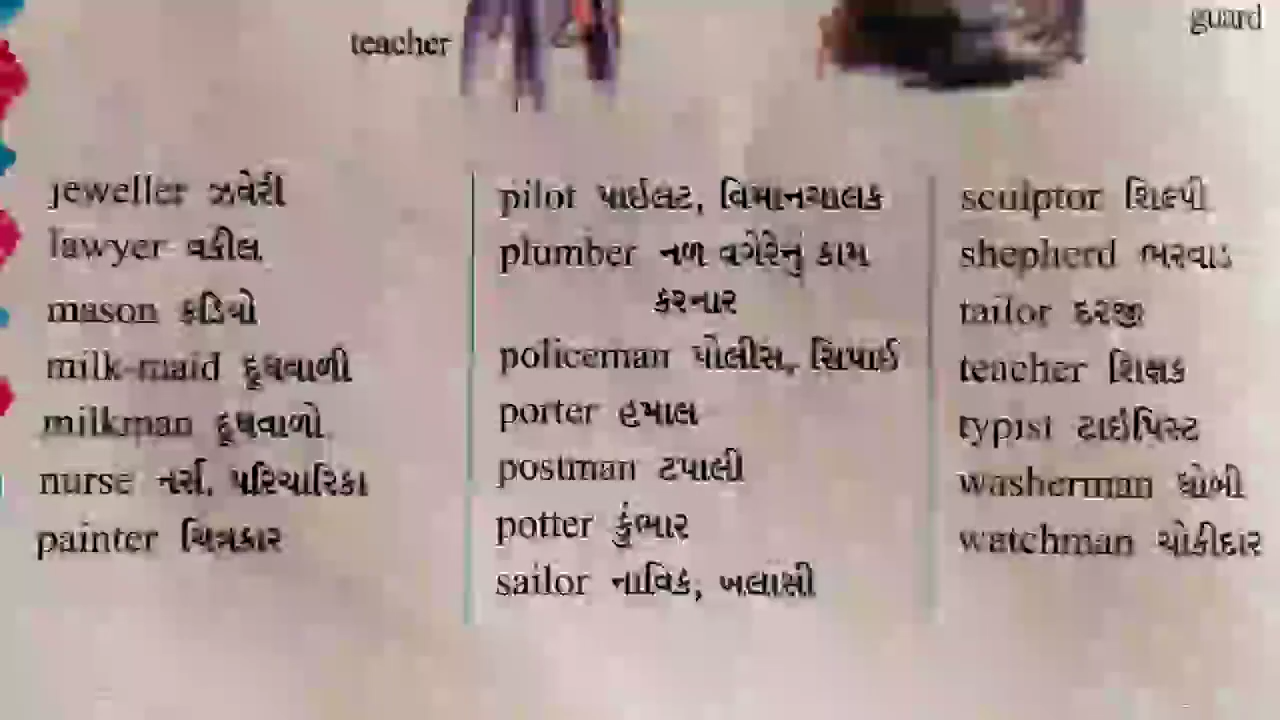 teacher
guard
jeweller ઝવેરી
lawyer વકીલ
mason કડિયો
milk-maid દૂધવાળી
milkman દૂધવાળો
nurse નર્સ, પરિચારિકા
painter ચિત્રકાર
pilot પાઈલટ, વિમાનચાલક
plumber નળ વગેરેનું કામ
કરનાર
policeman પોલીસ, સિપાઈ
porter હમાલ
postman ટપાલી
potter કુંભાર
sailor નાવિક, ખલાસી
sculptor શિલ્પી
shepherd ભરવાડ
tailor દરજી
teacher શિક્ષક
typist ટાઇપિસ્ટ
washerman ધોબી
watchman ચોકીદાર